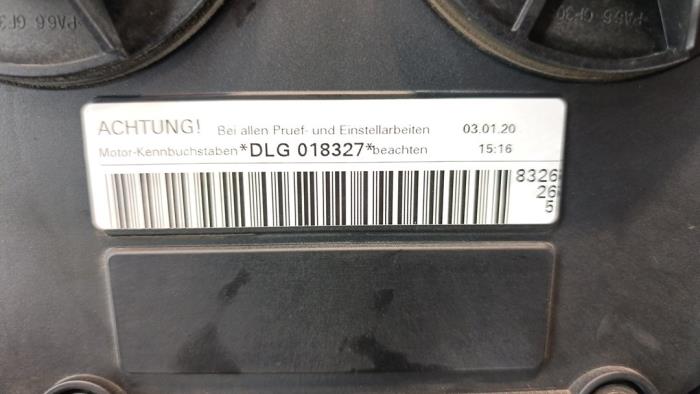 PA66 GF3
PA66 GF30
ACHTUNG! Bei allen Pruef- und Einstellarbeiten 03.01.20
Motor-Kennbuchstaben *DLG 018327* beachten 15:16
8326
26
5